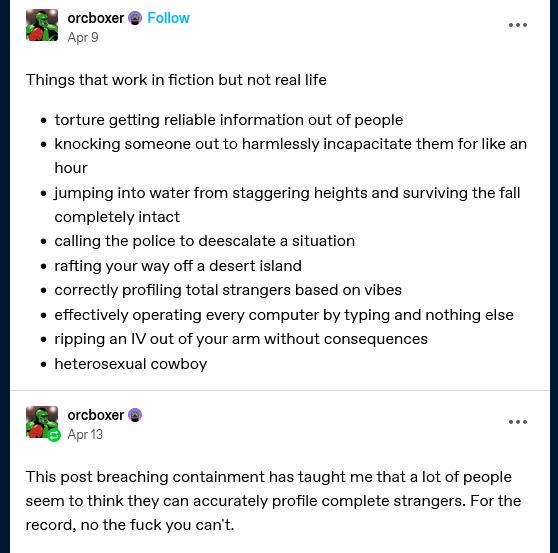 orcboxer Follow
Apr 9
Things that work in fiction but not real life
• torture getting reliable information out of people
• knocking someone out to harmlessly incapacitate them for like an
hour
• jumping into water from staggering heights and surviving the fall
completely intact
• calling the police to deescalate a situation
• rafting your way off a desert island
• correctly profiling total strangers based on vibes
• effectively operating every computer by typing and nothing else
• ripping an IV out of your arm without consequences
• heterosexual cowboy
orcboxer
Apr 13
This post breaching containment has taught me that a lot of people
seem to think they can accurately profile complete strangers. For the
record, no the fuck you can't.